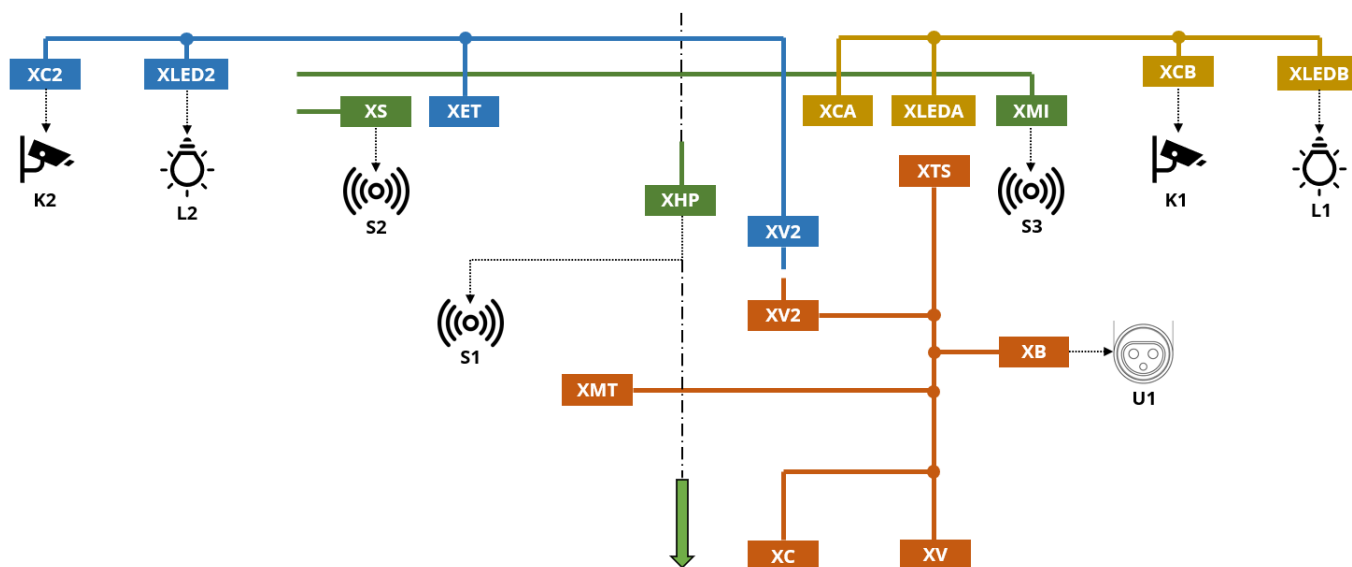 XC2
XLED2
XCB
XLEDB
XS
XET
XCA
XLEDA
XMI
XTS
K2
L2
S2
XHP
S3
K1
L1
XV2
XV2
S1
XB
XMT
U1
XC
XV